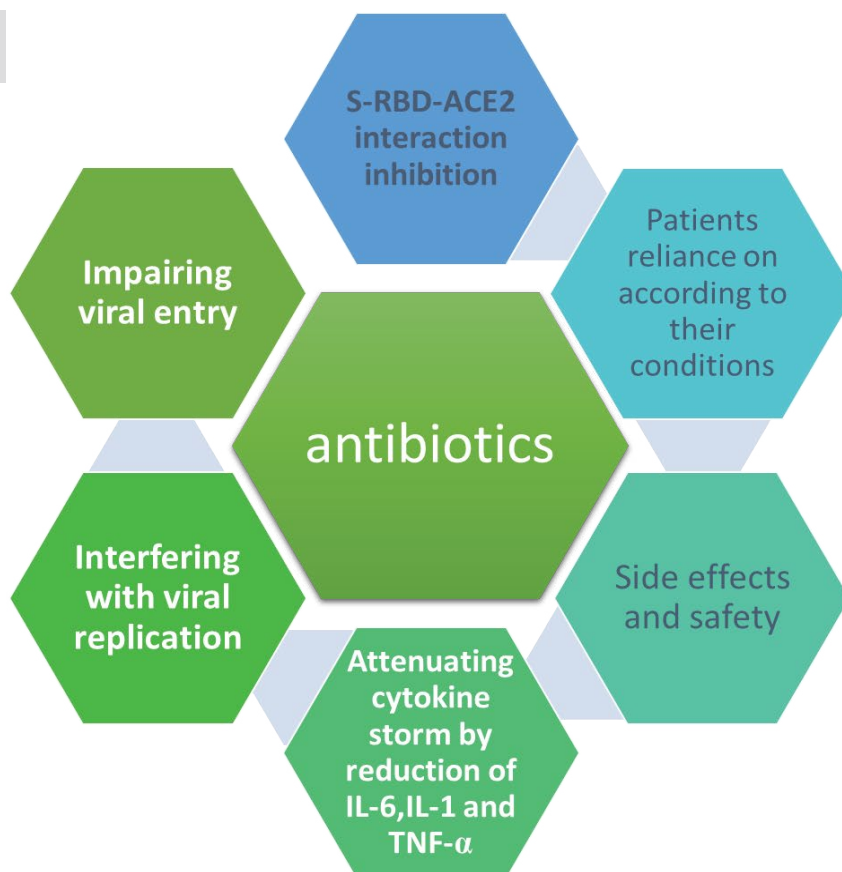 S-RBD-ACE2
interaction
inhibition
Patients
reliance on
according to
their
conditions
Side effects
and safety
Attenuating
cytokine
storm by
reduction of
IL-6,IL-1 and
TNF-α
Interfering
with viral
replication
Impairing
viral entry
antibiotics